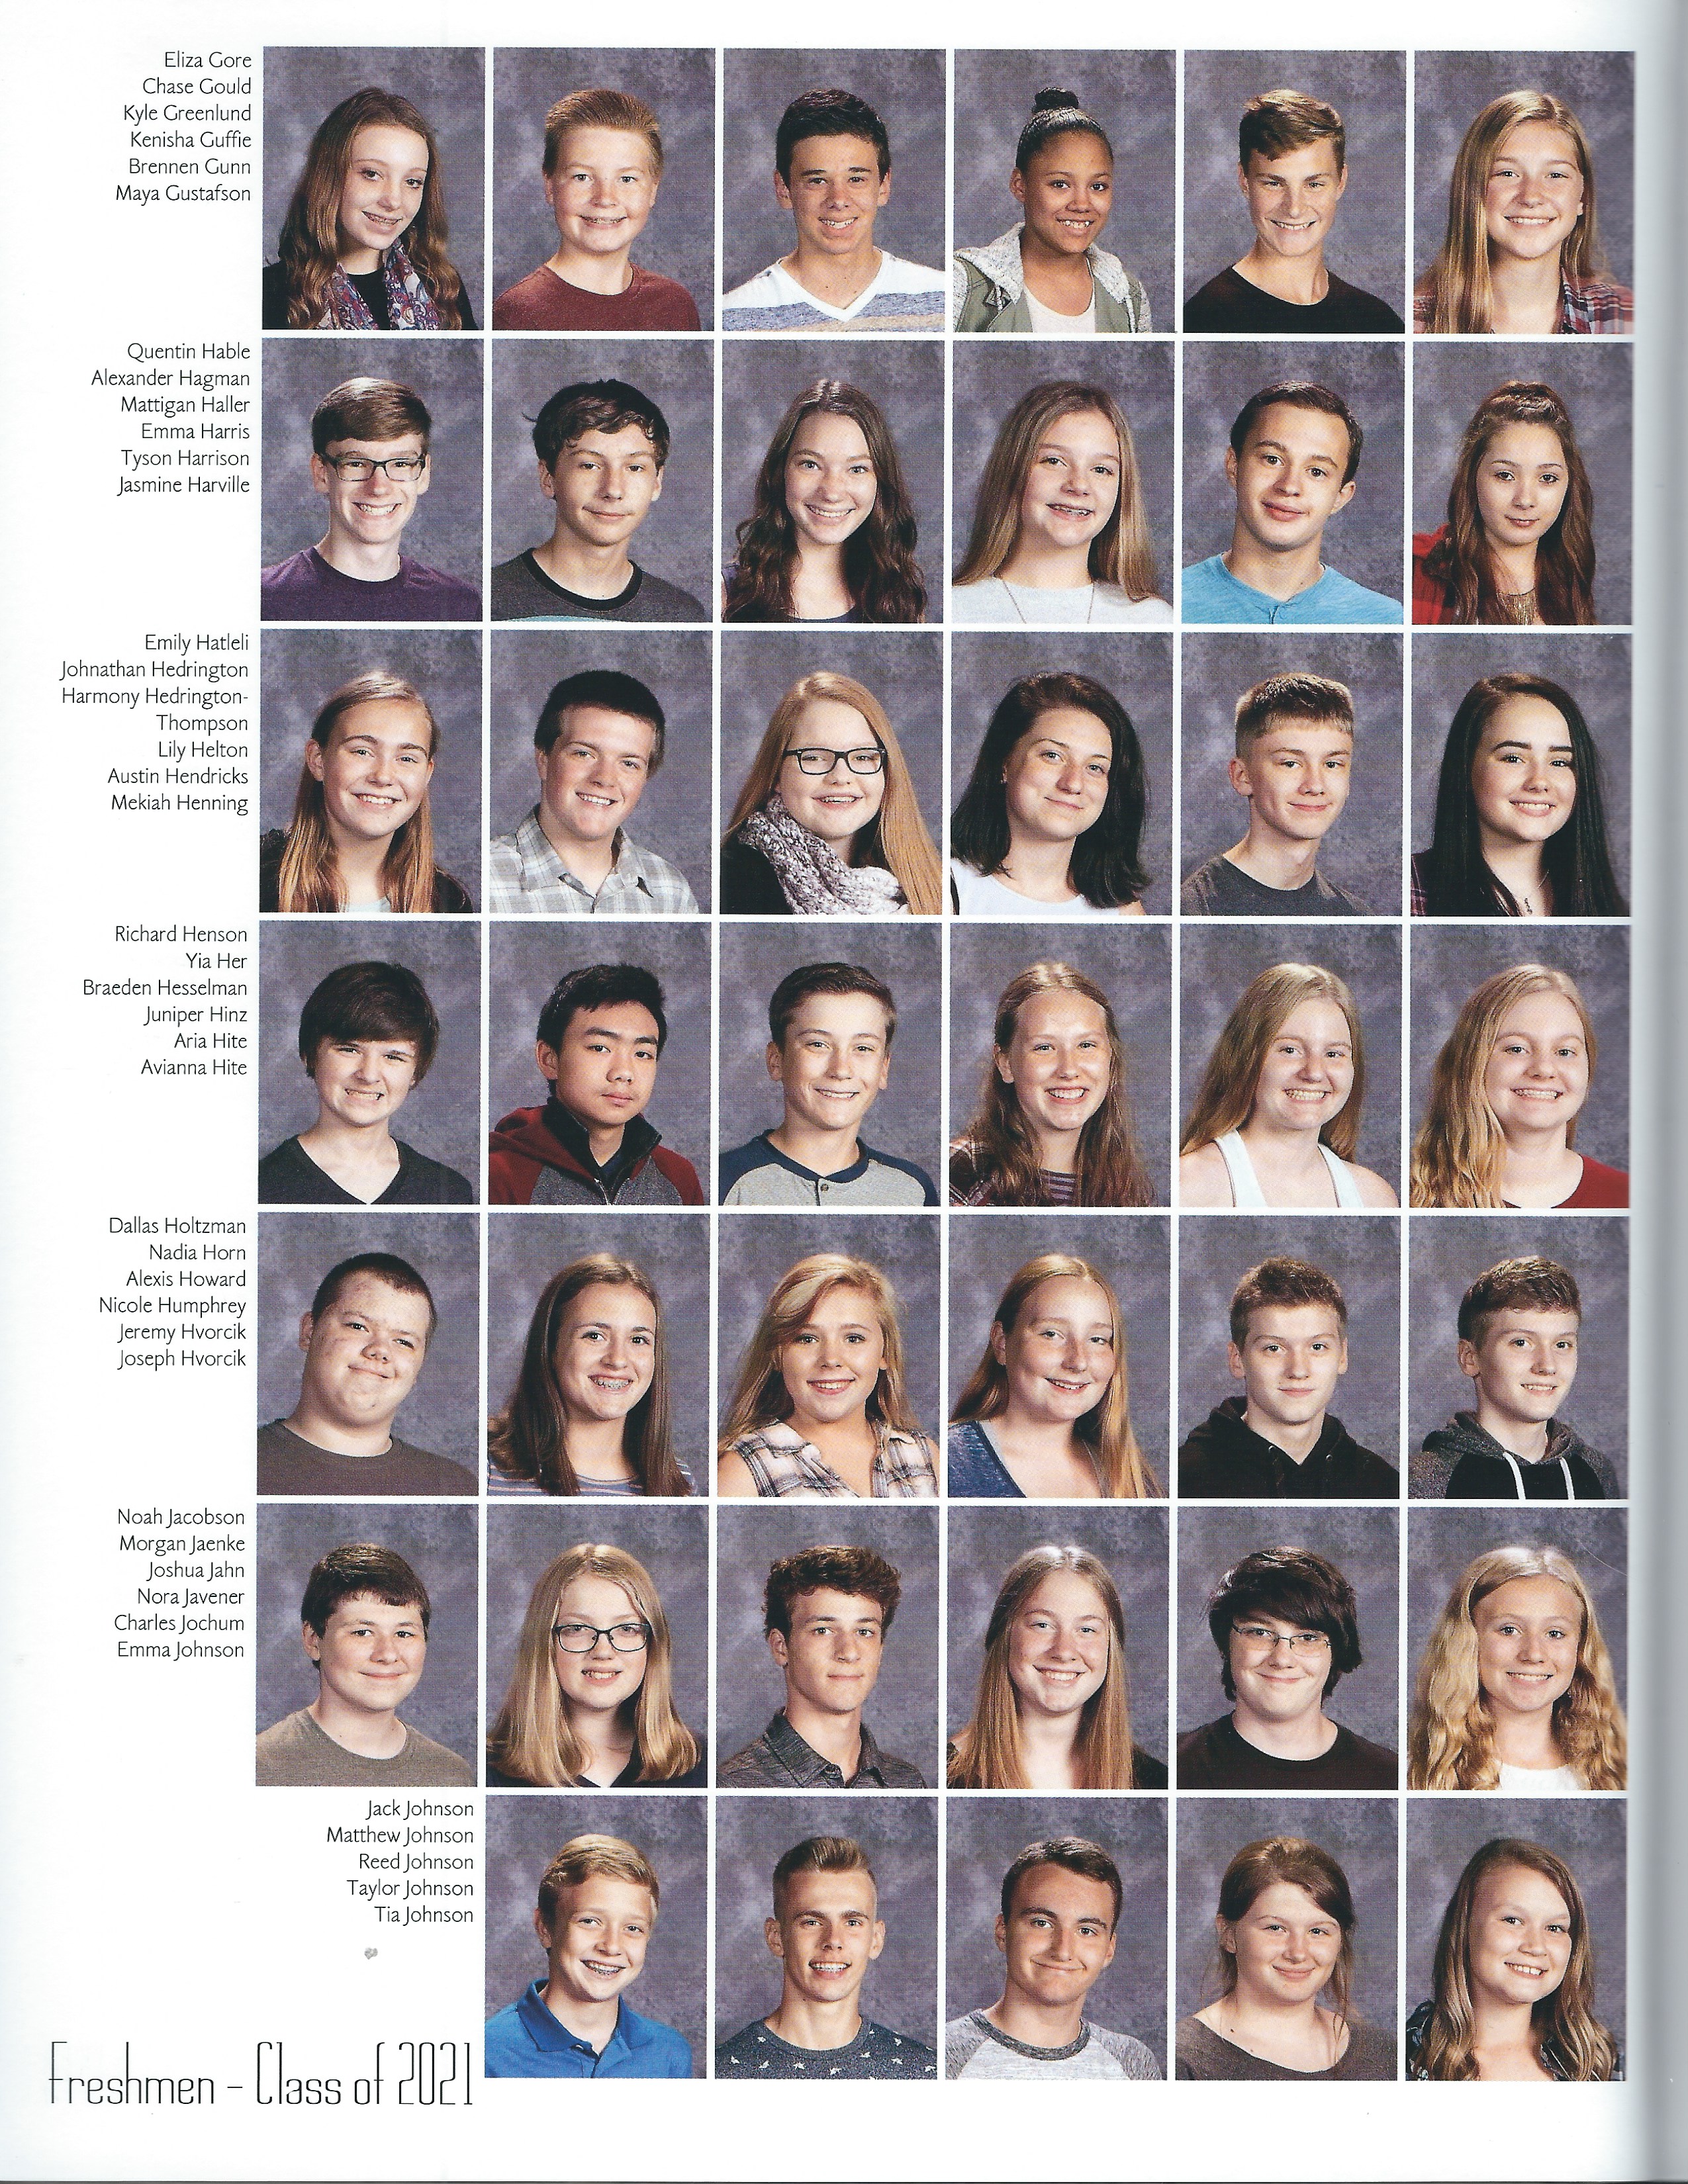 Eliza Gore
Chase Gould
Kyle Greenlund
Kenisha Guffie
Brennen Gunn
Maya Gustafson
Quentin Hable
Alexander Hagman
Mattigan Haller
Emma Harris
Tyson Harrison
Jasmine Harville
Emily Hatleli
Johnathan Hedrington
Harmony Hedrington-
Thompson
Lily Helton
Austin Hendricks
Mekiah Henning
Richard Henson
Yia Her
Braeden Hesselman
Juniper Hinz
Aria Hite
Avianna Hite
Dallas Holtzman
Nadia Horn
Alexis Howard
Nicole Humphrey
Jeremy Hvorcik
Joseph Hvorcik
Noah Jacobson
Morgan Jaenke
Joshua Jahn
Nora Javener
Charles Jochum
Emma Johnson
Jack Johnson
Matthew Johnson
Reed Johnson
Taylor Johnson
Tia Johnson
Freshmen - Class of 2021